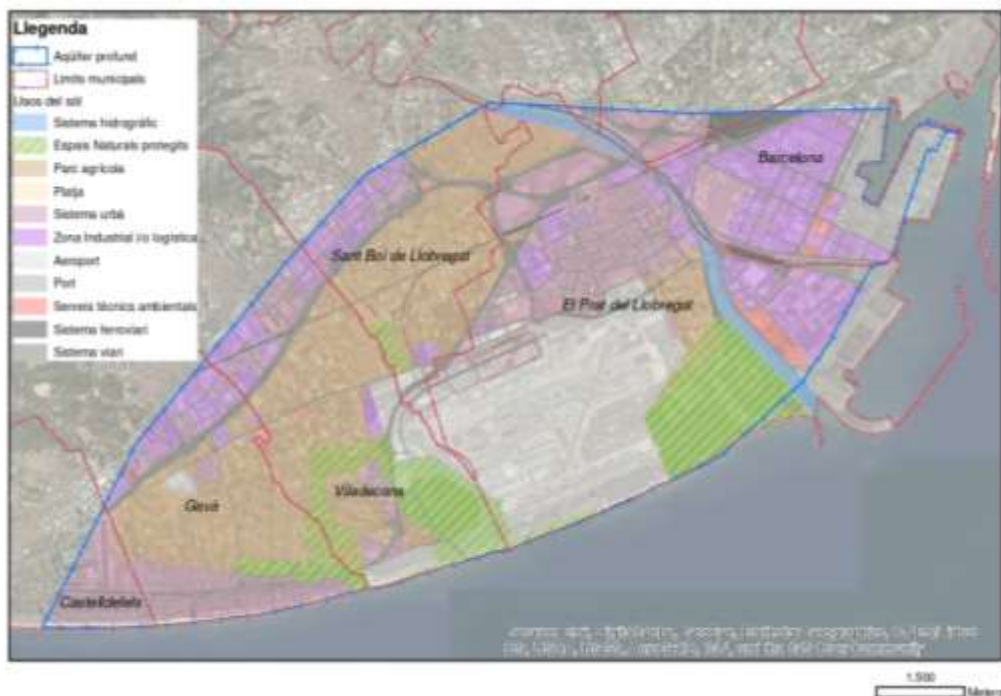 Llegenda
Aqüífer profund
Límits municipals
Usos del sòl
Sistema hidrogràfic
Espais Naturals protegits
Parc agrícola
Platja
Sistema urbà
Zona Industrial i/o logística
Aeroport
Port
Serveis tècnics ambientals
Sistema ferroviari
Sistema viari
Barcelona
Sant Boi de Llobregat
El Prat del Llobregat
Viladecans
Gavà
Castelldefels
1.500
Meters